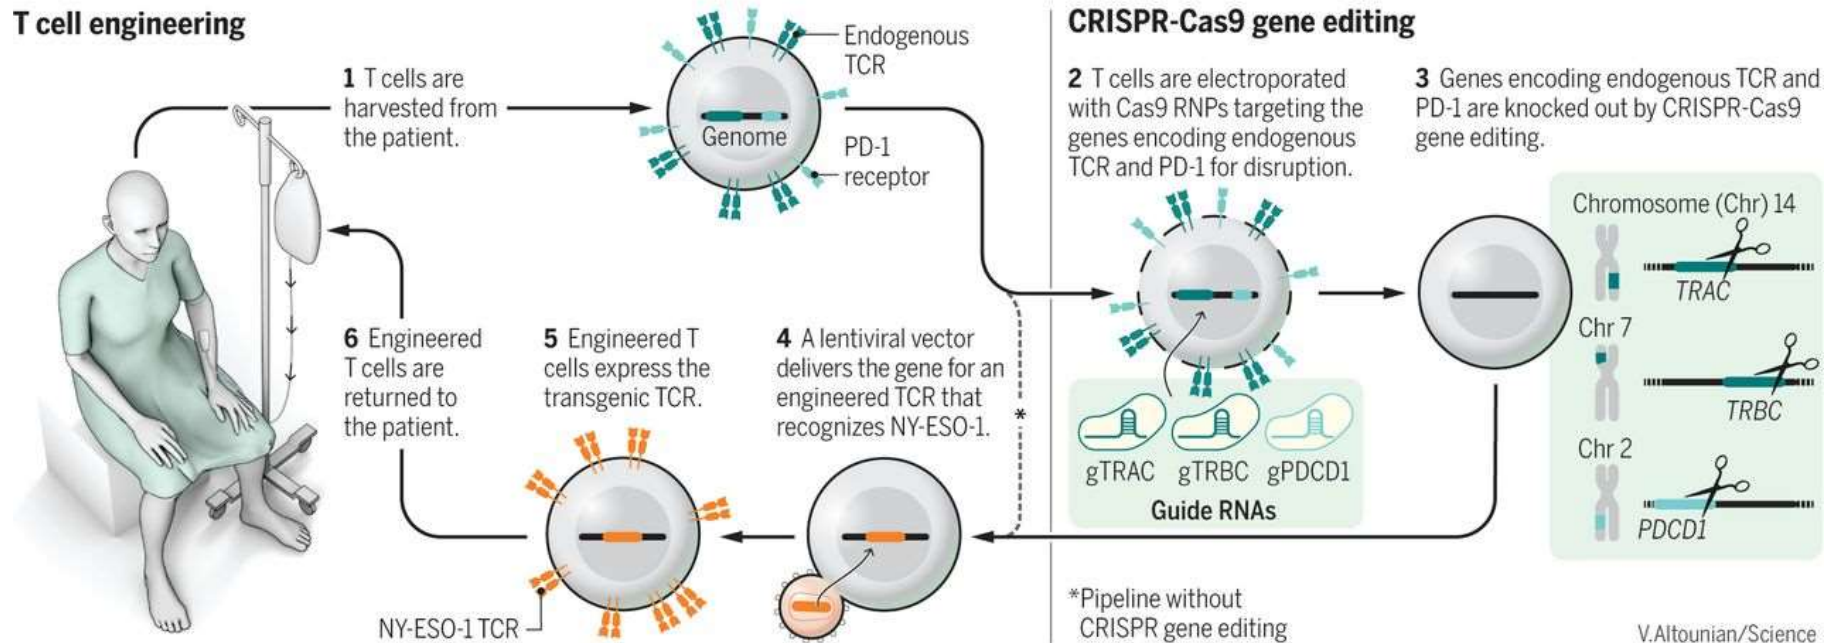 T cell engineering
1 T cells are
harvested from
the patient.
Endogenous
TCR
Genome
PD-1
receptor
CRISPR-Cas9 gene editing
2 T cells are electroporated
with Cas9 RNPs targeting the
genes encoding endogenous
TCR and PD-1 for disruption.
3 Genes encoding endogenous TCR and
PD-1 are knocked out by CRISPR-Cas9
gene editing.
Chromosome (Chr) 14
TRAC
Chr 7
TRBC
Chr 2
PDCD1
gTRAC gTRBC gPDCD1
Guide RNAs
4 A lentiviral vector
delivers the gene for an
engineered TCR that
recognizes NY-ESO-1.
*
5 Engineered T
cells express the
transgenic TCR.
NY-ESO-1 TCR
6 Engineered
T cells are
returned to
the patient.
*Pipeline without
CRISPR gene editing
V.Altounian/Science